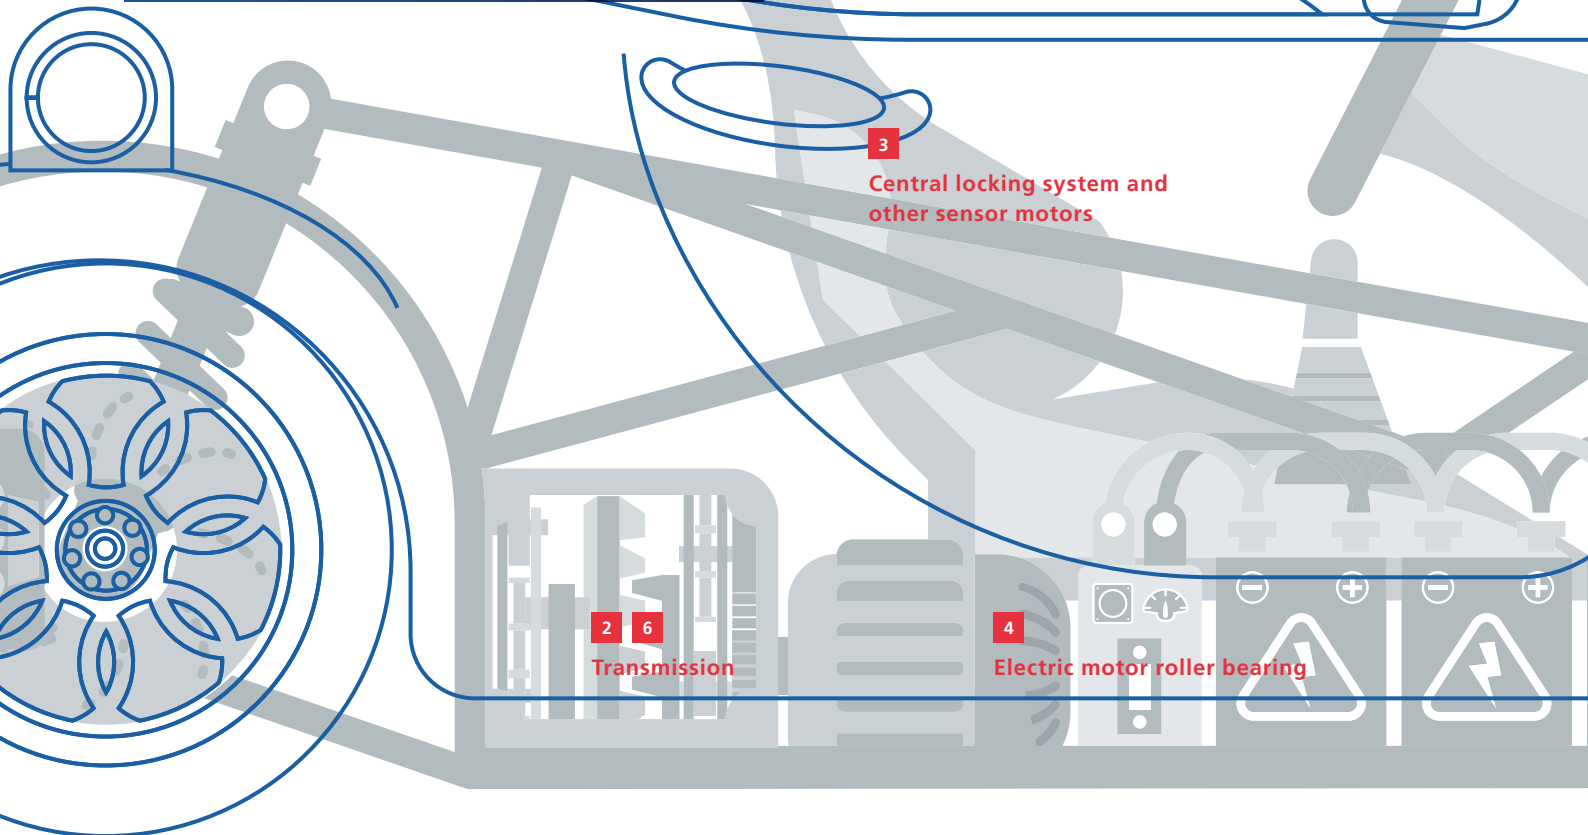 3
Central locking system and
other sensor motors
2 6
Transmission
4
Electric motor roller bearing